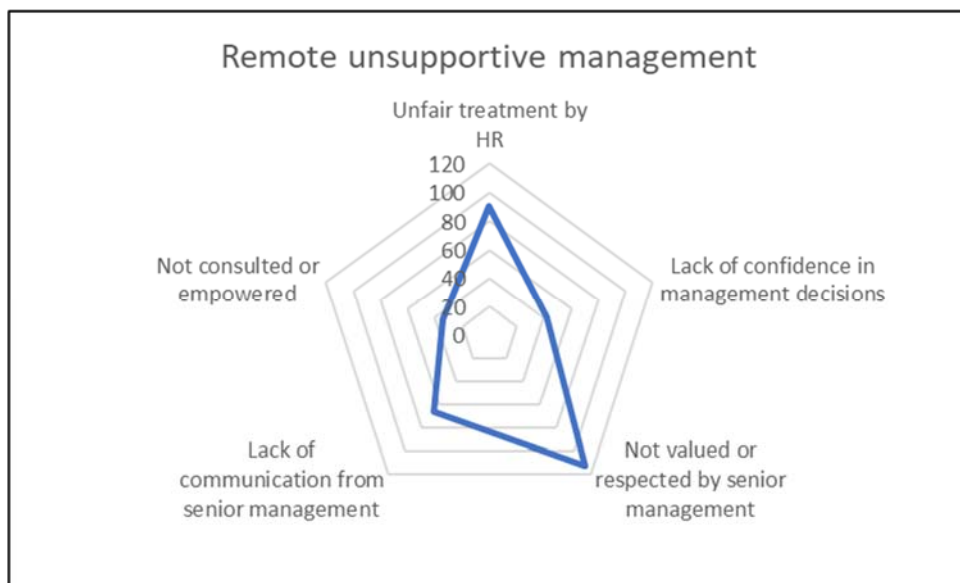 Remote unsupportive management
Unfair treatment by
HR
120
100
80
60
40
20
0
Not consulted or
empowered
Lack of confidence in
management decisions
Lack of
communication from
senior management
Not valued or
respected by senior
management